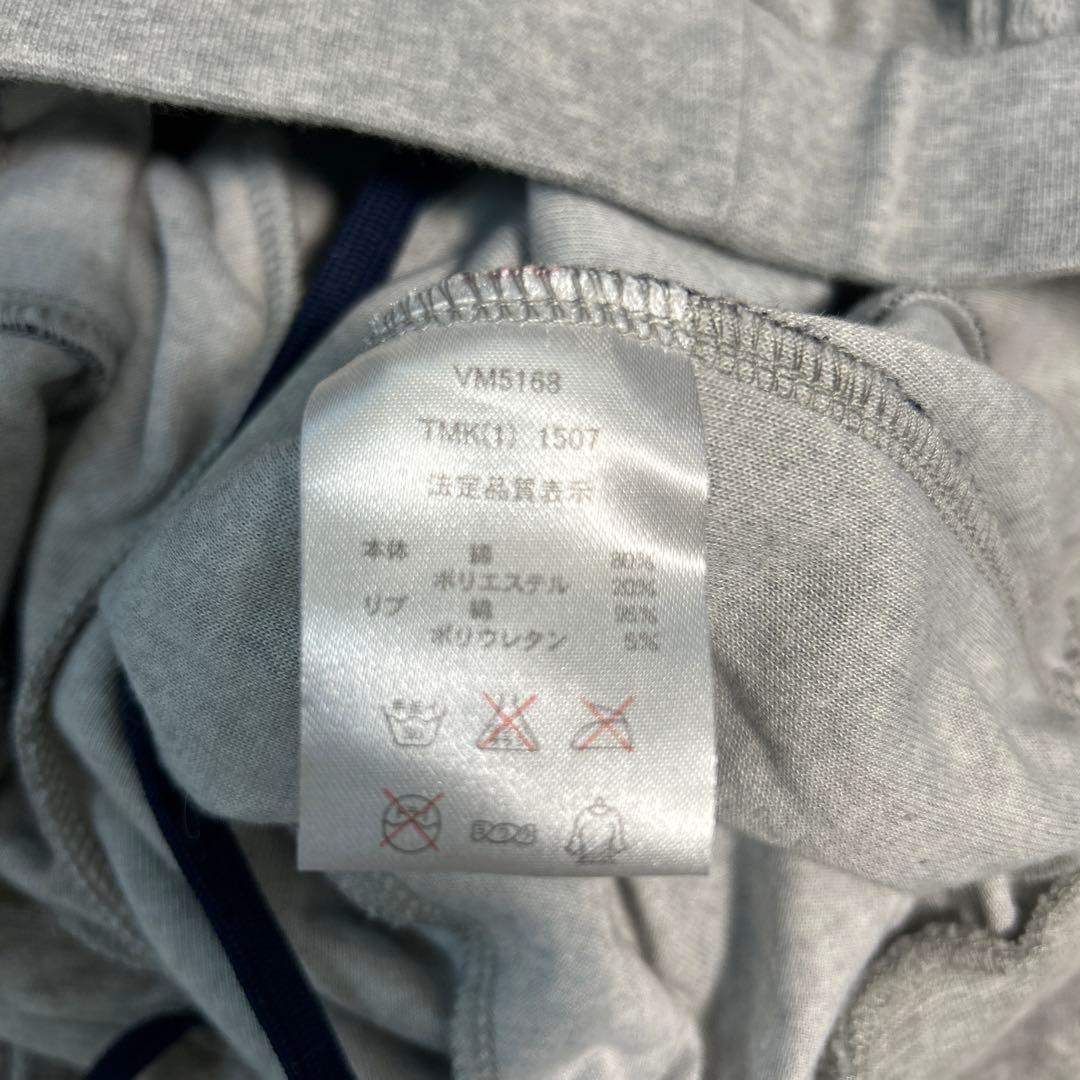 VM5168
TMK(1) 1507
法定品質表示
本体 綿 80%
ポリエステル 20%
リブ 綿 95%
ポリウレタン 5%